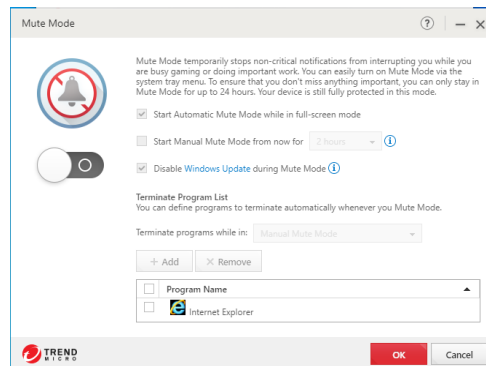 Mute Mode
Mute Mode temporarily stops non-critical notifications from interrupting you while you
are busy gaming or doing important work. You can easily turn on Mute Mode via the
system tray menu. To ensure that you don't miss anything important, you can only stay in
Mute Mode for up to 24 hours. Your device is still fully protected in this mode.
Start Automatic Mute Mode while in full-screen mode
Start Manual Mute Mode from now for 2 hours
Disable Windows Update during Mute Mode
Terminate Program List
You can define programs to terminate automatically whenever you Mute Mode.
Terminate programs while in: Manual Mute Mode
+ Add × Remove
Program Name
Internet Explorer
TREND
MICRO
OK Cancel